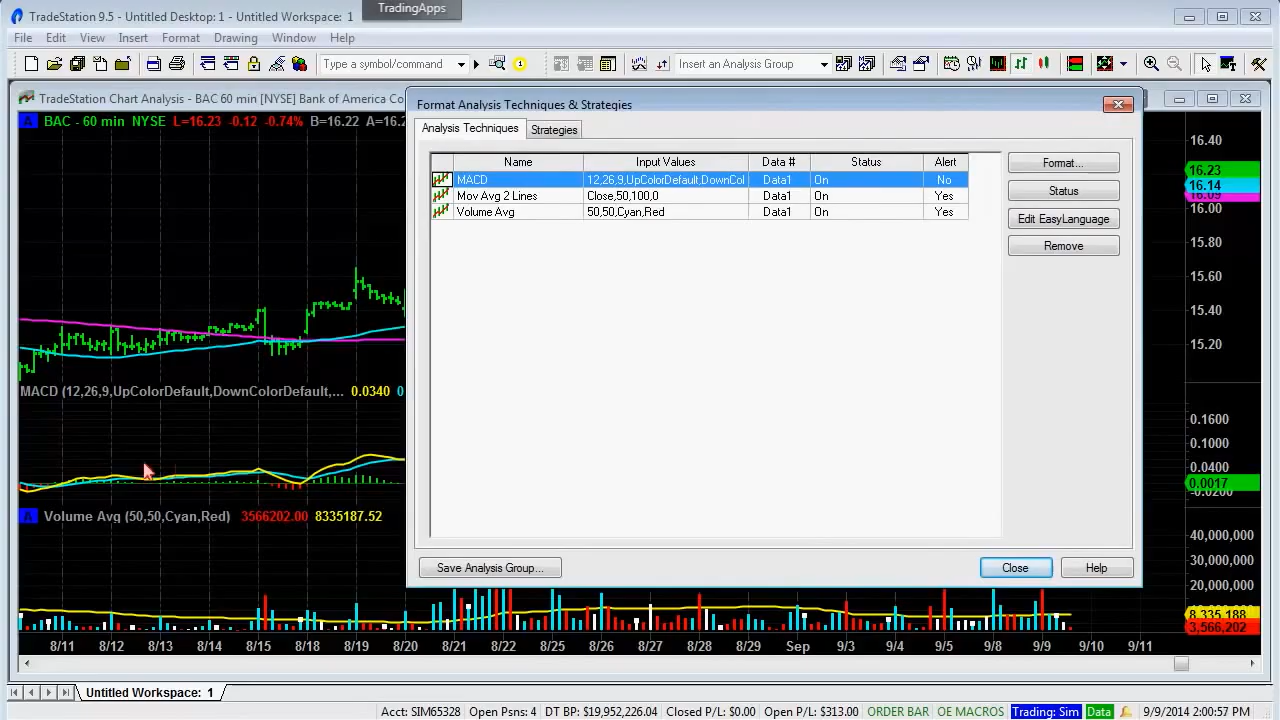 TradeStation 9.5 - Untitled Desktop: 1 - Untitled Workspace: 1
TradingApps
File Edit View Insert Format Analysis Techniques Drawing Window Help
Type a symbol/command
Insert an Analysis Group
TradeStation Chart Analysis - BAC 60 min [NYSE] Bank of America Co
A BAC - 60 min NYSE L=16.23 -0.12 -0.74% B=16.22 A=16.2
Format Analysis Techniques & Strategies
Analysis Techniques Strategies
Name Input Values Data # Status Alert
MACD 12,26,9,UpColorDefault,DownCol Data1 On No
Mov Avg 2 Lines Close,50,100,0 Data1 On Yes
Volume Avg 50,50,Cyan,Red Data1 On Yes
Format...
Status
Edit EasyLanguage
Remove
Save Analysis Group...
Close
Help
16.40
16.23
16.14
16.09
16.00
15.80
15.60
15.40
15.20
MACD (12,26,9,UpColorDefault,DownColorDefault,... 0.0340 0
0.1600
0.1000
0.0400
0.0017
-0.0200
A Volume Avg (50,50,Cyan,Red) 3566202.00 8335187.52
40,000,000
30,000,000
20,000,000
8,335,188
3,566,202
8/11 8/12 8/13 8/14 8/15 8/18 8/19 8/20 8/21 8/22 8/25 8/26 8/27 8/28 8/29 Sep 9/3 9/4 9/5 9/8 9/9 9/10 9/11
Untitled Workspace: 1
Acct: SIM65328 Open Psns: 4 DT BP: $19,952,226.04 Closed P/L: $0.00 Open P/L: $313.00 ORDER BAR OE MACROS Trading: Sim Data 9/9/2014 2:00:57 PM